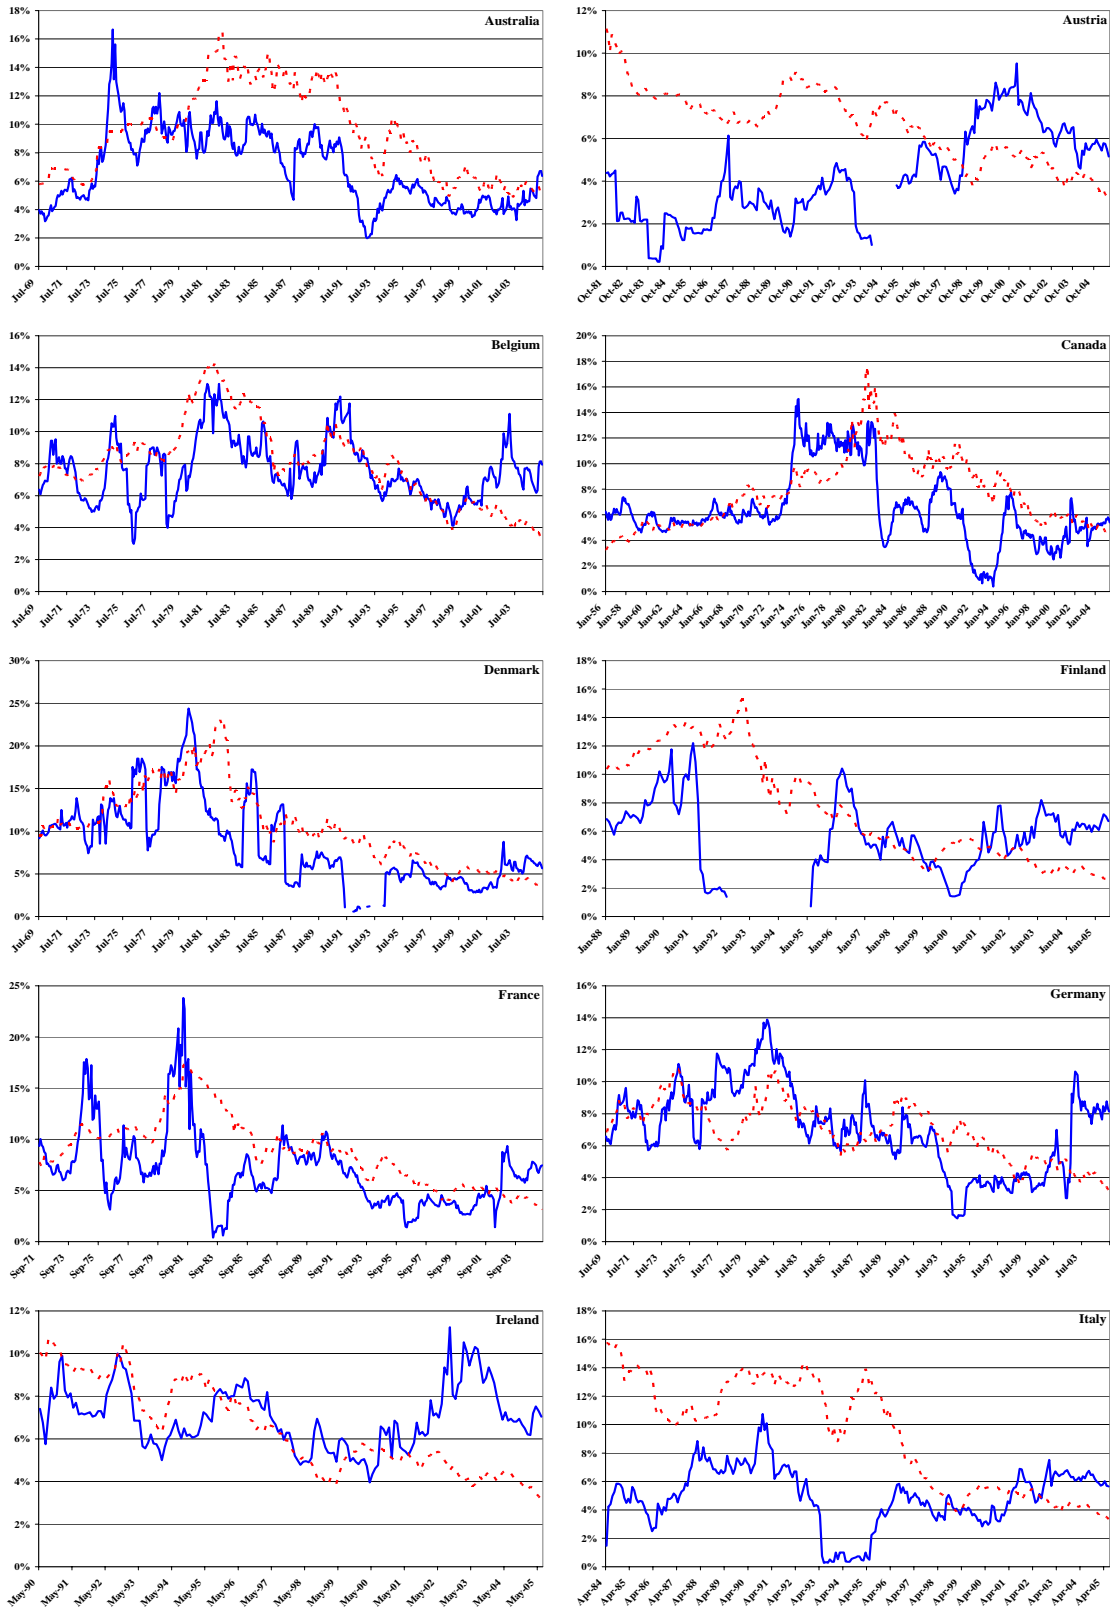 Australia
18%
16%
14%
12%
10%
8%
6%
4%
2%
0%
Jul-69
Jul-71
Jul-73
Jul-75
Jul-77
Jul-79
Jul-81
Jul-83
Jul-85
Jul-87
Jul-89
Jul-91
Jul-93
Jul-95
Jul-97
Jul-99
Jul-01
Jul-03
Austria
12%
10%
8%
6%
4%
2%
0%
Oct-81
Oct-82
Oct-83
Oct-84
Oct-85
Oct-86
Oct-87
Oct-88
Oct-89
Oct-90
Oct-91
Oct-92
Oct-93
Oct-94
Oct-95
Oct-96
Oct-97
Oct-98
Oct-99
Oct-00
Oct-01
Oct-02
Oct-03
Oct-04
Belgium
16%
14%
12%
10%
8%
6%
4%
2%
0%
Jul-69
Jul-71
Jul-73
Jul-75
Jul-77
Jul-79
Jul-81
Jul-83
Jul-85
Jul-87
Jul-89
Jul-91
Jul-93
Jul-95
Jul-97
Jul-99
Jul-01
Jul-03
Canada
20%
18%
16%
14%
12%
10%
8%
6%
4%
2%
0%
Jan-56
Jan-58
Jan-60
Jan-62
Jan-64
Jan-66
Jan-68
Jan-70
Jan-72
Jan-74
Jan-76
Jan-78
Jan-80
Jan-82
Jan-84
Jan-86
Jan-88
Jan-90
Jan-92
Jan-94
Jan-96
Jan-98
Jan-00
Jan-02
Jan-04
Denmark
30%
25%
20%
15%
10%
5%
0%
Jul-69
Jul-71
Jul-73
Jul-75
Jul-77
Jul-79
Jul-81
Jul-83
Jul-85
Jul-87
Jul-89
Jul-91
Jul-93
Jul-95
Jul-97
Jul-99
Jul-01
Jul-03
Finland
18%
16%
14%
12%
10%
8%
6%
4%
2%
0%
Jan-88
Jan-89
Jan-90
Jan-91
Jan-92
Jan-93
Jan-94
Jan-95
Jan-96
Jan-97
Jan-98
Jan-99
Jan-00
Jan-01
Jan-02
Jan-03
Jan-04
Jan-05
France
25%
20%
15%
10%
5%
0%
Sep-71
Sep-73
Sep-75
Sep-77
Sep-79
Sep-81
Sep-83
Sep-85
Sep-87
Sep-89
Sep-91
Sep-93
Sep-95
Sep-97
Sep-99
Sep-01
Sep-03
Germany
16%
14%
12%
10%
8%
6%
4%
2%
0%
Jul-69
Jul-71
Jul-73
Jul-75
Jul-77
Jul-79
Jul-81
Jul-83
Jul-85
Jul-87
Jul-89
Jul-91
Jul-93
Jul-95
Jul-97
Jul-99
Jul-01
Jul-03
Ireland
12%
10%
8%
6%
4%
2%
0%
May-90
May-91
May-92
May-93
May-94
May-95
May-96
May-97
May-98
May-99
May-00
May-01
May-02
May-03
May-04
May-05
Italy
18%
16%
14%
12%
10%
8%
6%
4%
2%
0%
Apr-84
Apr-85
Apr-86
Apr-87
Apr-88
Apr-89
Apr-90
Apr-91
Apr-92
Apr-93
Apr-94
Apr-95
Apr-96
Apr-97
Apr-98
Apr-99
Apr-00
Apr-01
Apr-02
Apr-03
Apr-04
Apr-05